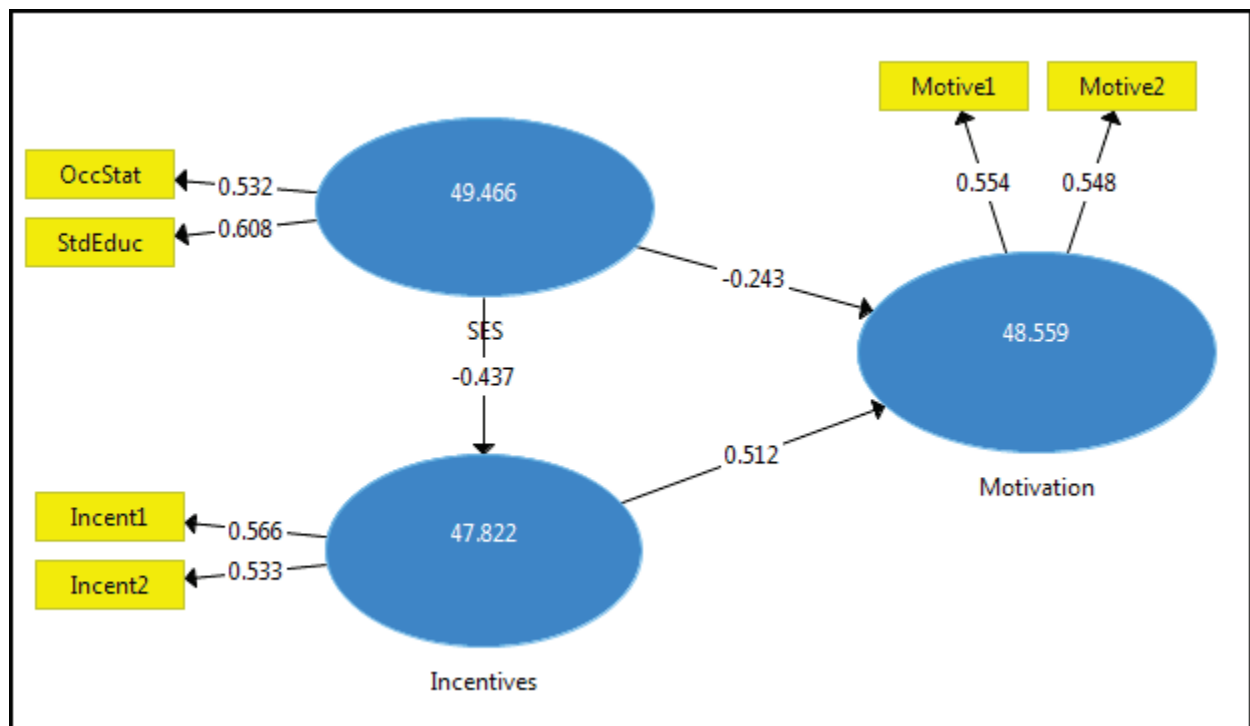 Motive1 Motive2
OccStat
0.532
49.466
0.554
0.548
StdEduc
0.608
-0.243
SES
48.559
-0.437
0.512
Motivation
Incent1
0.566
47.822
Incent2
0.533
Incentives